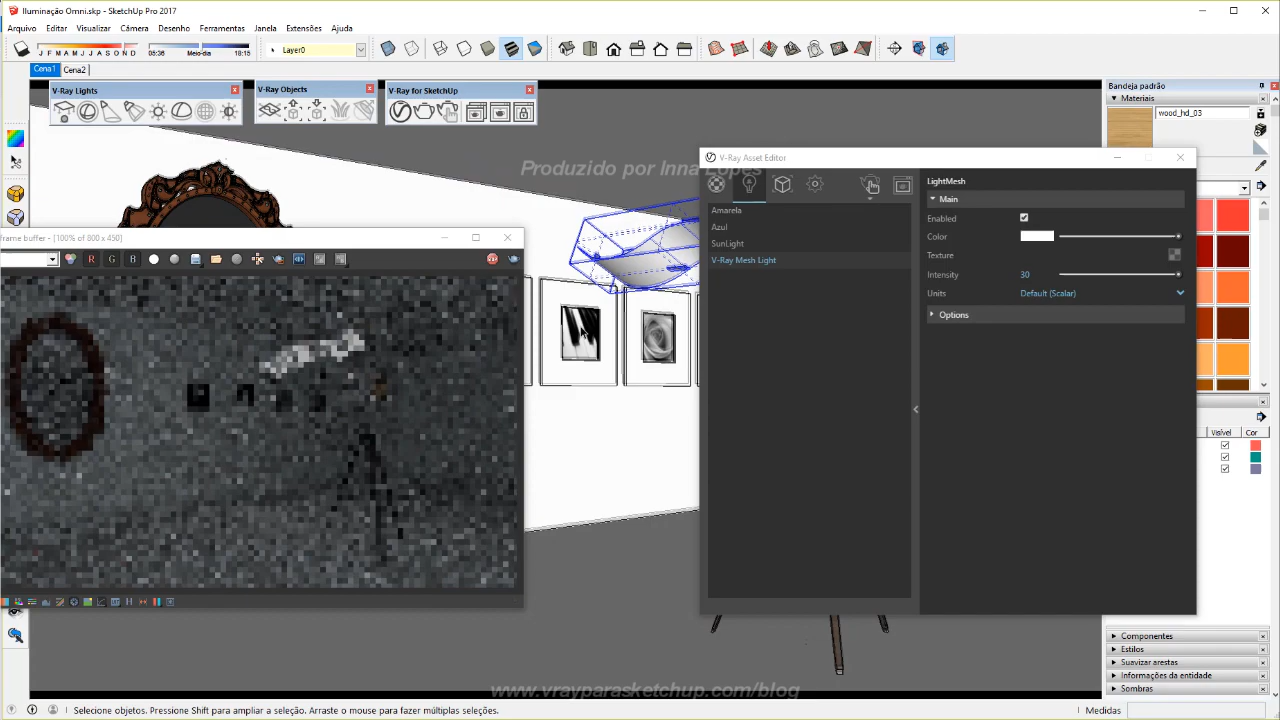 Iluminação Omni.skp - SketchUp Pro 2017
Arquivo Editar Visualizar Câmera Desenho Ferramentas Janela Extensões Ajuda
J F M A M J J A S O N D 05:36 Meio-dia 18:15 Layer0
Cena1 Cena2
Bandeja padrão
V-Ray Lights V-Ray Objects V-Ray for SketchUp
Materiais
wood_hd_03
Produzido por Inna Lopes
V-Ray Asset Editor
LightMesh
Main
Amarela
Azul
SunLight
V-Ray Mesh Light
Enabled
Color
Texture
Intensity 30
Units Default (Scalar)
Options
frame buffer - [100% of 800 x 450]
R G B
Visível Cor
H
Componentes
Estilos
Suavizar arestas
Informações da entidade
Sombras
www.vrayparasketchup.com/blog
Selecione objetos. Pressione Shift para ampliar a seleção. Arraste o mouse para fazer múltiplas seleções. Medidas